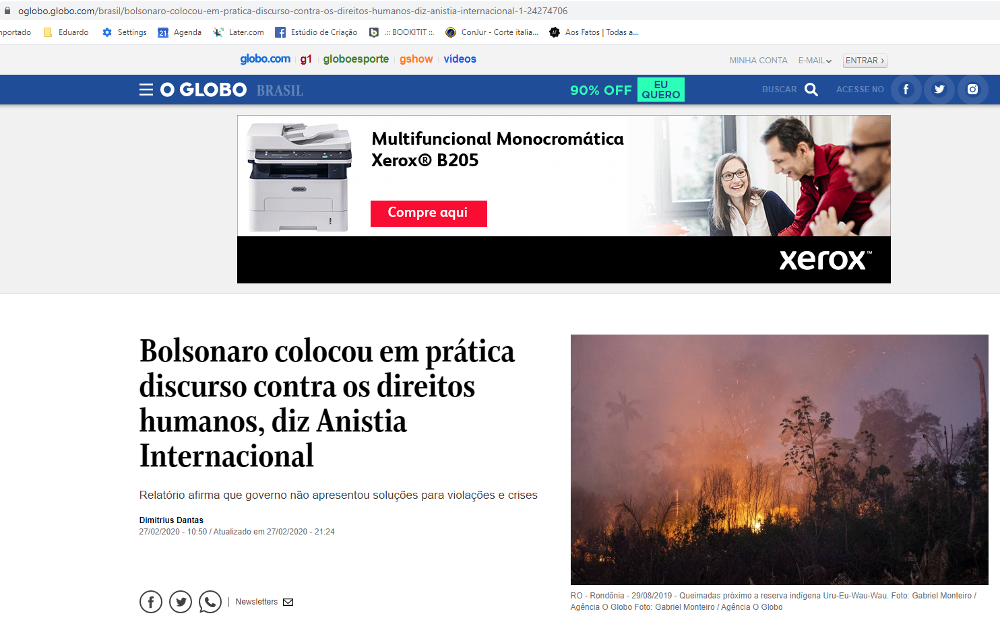 oglobo.globo.com/brasil/bolsonaro-colocou-em-pratica-discurso-contra-os-direitos-humanos-diz-anistia-internacional-1-24274706
mportado Eduardo Settings Agenda Later.com Estúdio de Criação .:: BOOKITIT ::. ConJur - Corte italia... Aos Fatos | Todas a...
globo.com g1 globoesporte gshow vídeos MINHA CONTA E-MAIL ENTRAR
O GLOBO BRASIL 90% OFF EU QUERO BUSCAR ACESSE NO
Multifuncional Monocromática
Xerox® B205
Compre aqui
xerox™
Bolsonaro colocou em prática
discurso contra os direitos
humanos, diz Anistia
Internacional
Relatório afirma que governo não apresentou soluções para violações e crises
Dimitrius Dantas
27/02/2020 - 10:50 / Atualizado em 27/02/2020 - 21:24
Newsletters
RO - Rondônia - 29/08/2019 - Queimadas próximo a reserva indígena Uru-Eu-Wau-Wau. Foto: Gabriel Monteiro /
Agência O Globo Foto: Gabriel Monteiro / Agência O Globo